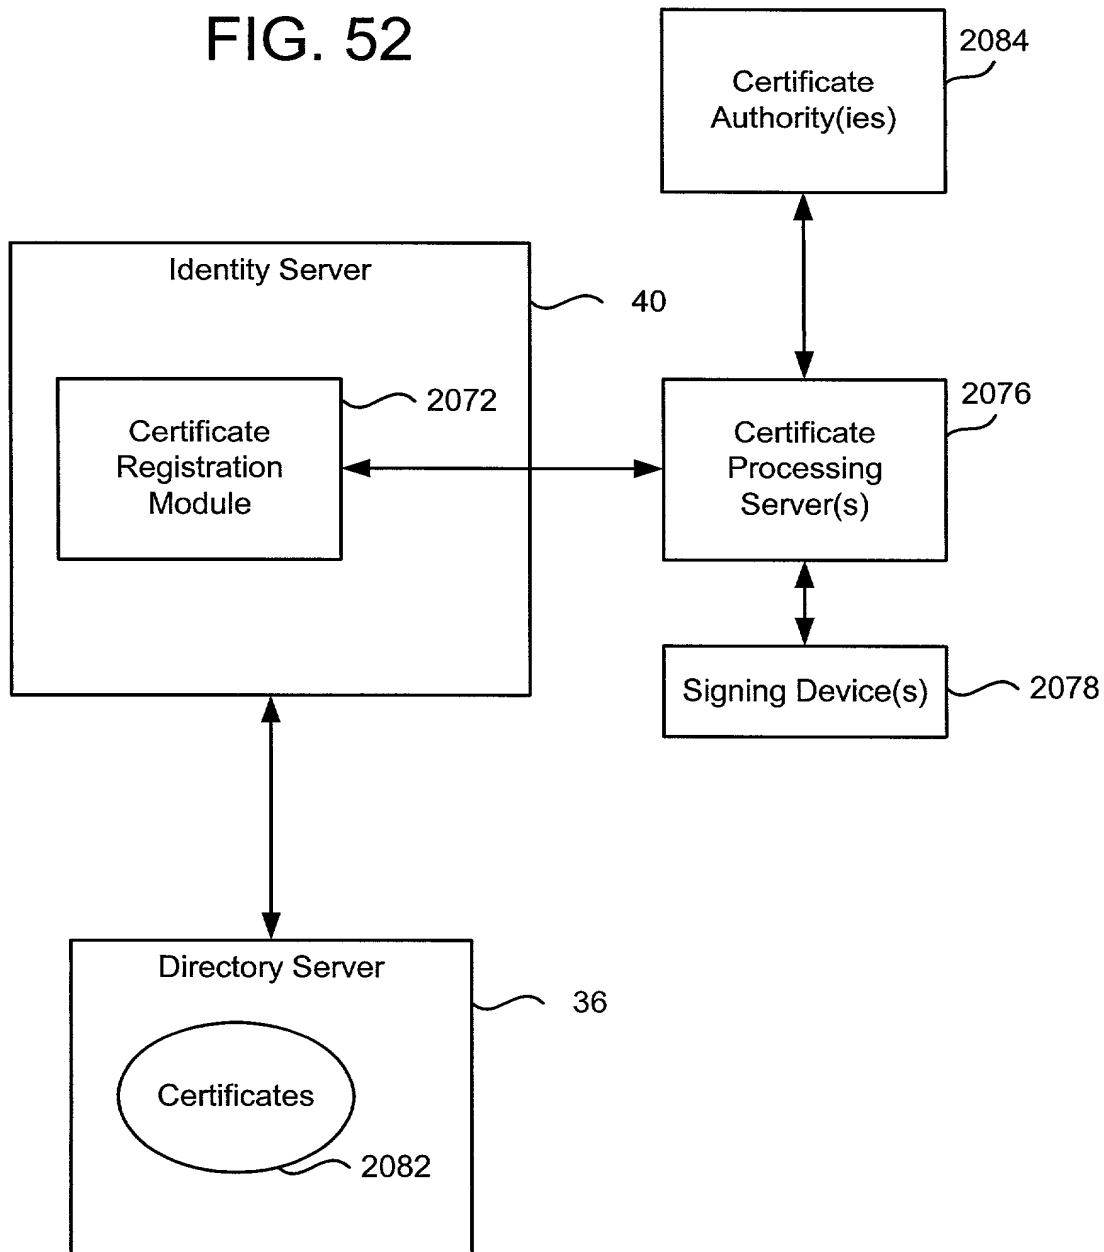 FIG. 52
2084
Certificate
Authority(ies)
Identity Server
40
2072
Certificate
Registration
Module
2076
Certificate
Processing
Server(s)
Signing Device(s)
2078
Directory Server
36
Certificates
2082